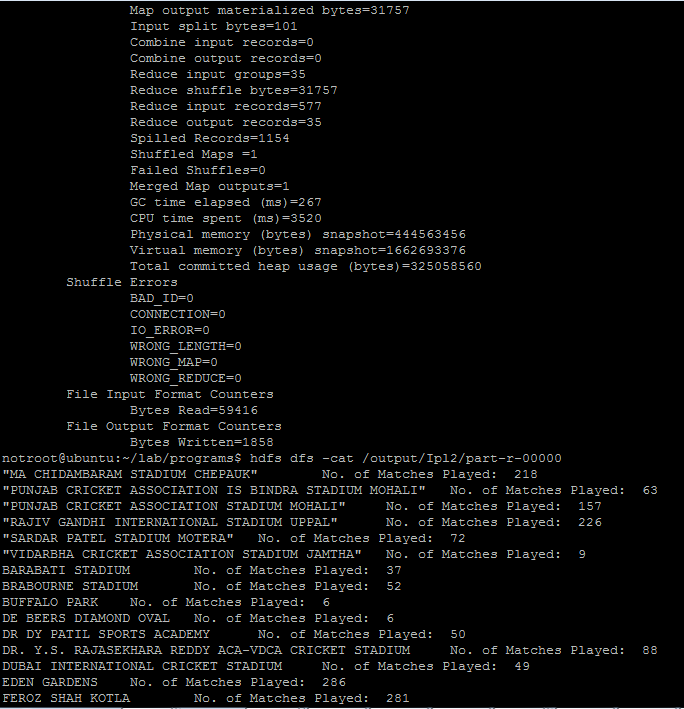 Map output materialized bytes=31757
Input split bytes=101
Combine input records=0
Combine output records=0
Reduce input groups=35
Reduce shuffle bytes=31757
Reduce input records=577
Reduce output records=35
Spilled Records=1154
Shuffled Maps =1
Failed Shuffles=0
Merged Map outputs=1
GC time elapsed (ms)=267
CPU time spent (ms)=3520
Physical memory (bytes) snapshot=444563456
Virtual memory (bytes) snapshot=1662693376
Total committed heap usage (bytes)=325058560
Shuffle Errors
BAD_ID=0
CONNECTION=0
IO_ERROR=0
WRONG_LENGTH=0
WRONG_MAP=0
WRONG_REDUCE=0
File Input Format Counters
Bytes Read=59416
File Output Format Counters
Bytes Written=1858
notroot@ubuntu:~/lab/programs$ hdfs dfs -cat /output/Ipl2/part-r-00000
"MA CHIDAMBARAM STADIUM CHEPAUK" No. of Matches Played: 218
"PUNJAB CRICKET ASSOCIATION IS BINDRA STADIUM MOHALI" No. of Matches Played: 63
"PUNJAB CRICKET ASSOCIATION STADIUM MOHALI" No. of Matches Played: 157
"RAJIV GANDHI INTERNATIONAL STADIUM UPPAL" No. of Matches Played: 226
"SARDAR PATEL STADIUM MOTERA" No. of Matches Played: 72
"VIDARBHA CRICKET ASSOCIATION STADIUM JAMTHA" No. of Matches Played: 9
BARABATI STADIUM No. of Matches Played: 37
BRABOURNE STADIUM No. of Matches Played: 52
BUFFALO PARK No. of Matches Played: 6
DE BEERS DIAMOND OVAL No. of Matches Played: 6
DR DY PATIL SPORTS ACADEMY No. of Matches Played: 50
DR. Y.S. RAJASEKHARA REDDY ACA-VDCA CRICKET STADIUM No. of Matches Played: 88
DUBAI INTERNATIONAL CRICKET STADIUM No. of Matches Played: 49
EDEN GARDENS No. of Matches Played: 286
FEROZ SHAH KOTLA No. of Matches Played: 281